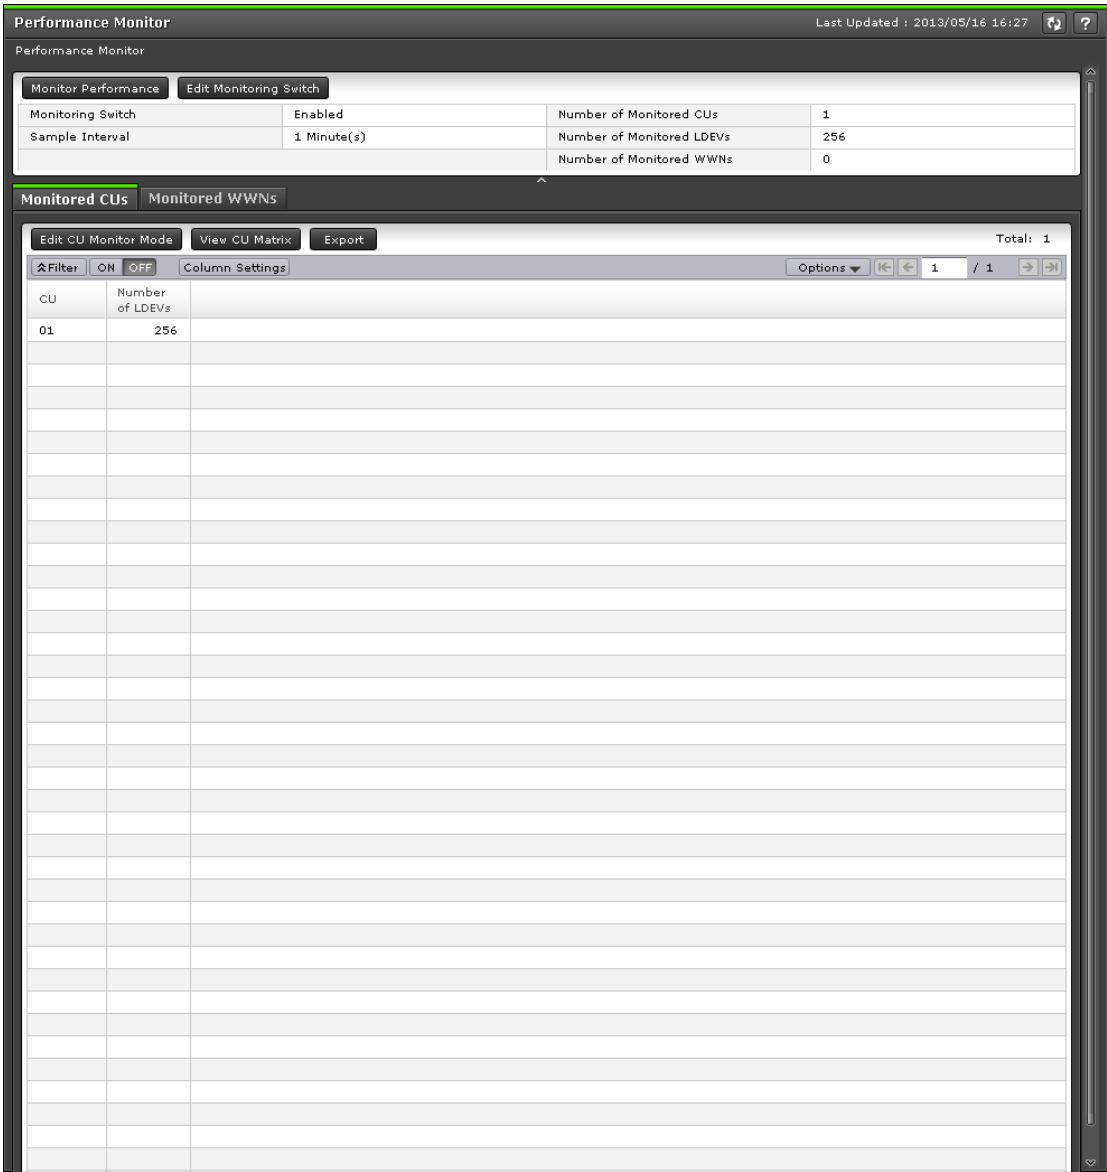 Performance Monitor
Last Updated : 2013/05/16 16:27
?
Performance Monitor
Monitor Performance
Edit Monitoring Switch
Monitoring Switch Enabled Number of Monitored CUs 1
Sample Interval 1 Minute(s) Number of Monitored LDEVs 256
Number of Monitored WWNs 0
Monitored CUs Monitored WWNs
Edit CU Monitor Mode View CU Matrix Export Total: 1
Filter ON OFF Column Settings Options 1 / 1
CU Number
of LDEVs
01 256